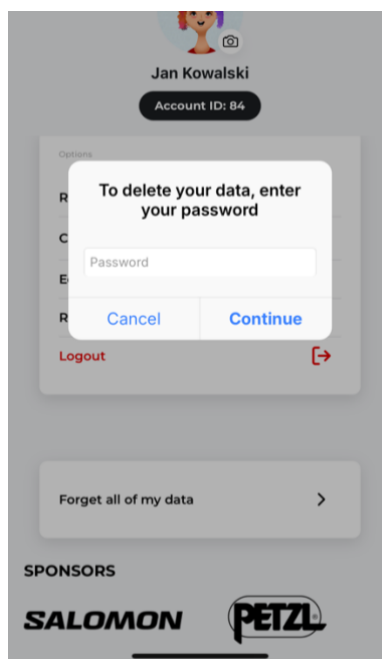 Jan Kowalski
Account ID: 84
Options
To delete your data, enter
your password
Password
Cancel
Continue
Logout
Forget all of my data
SPONSORS
SALOMON
PETZL